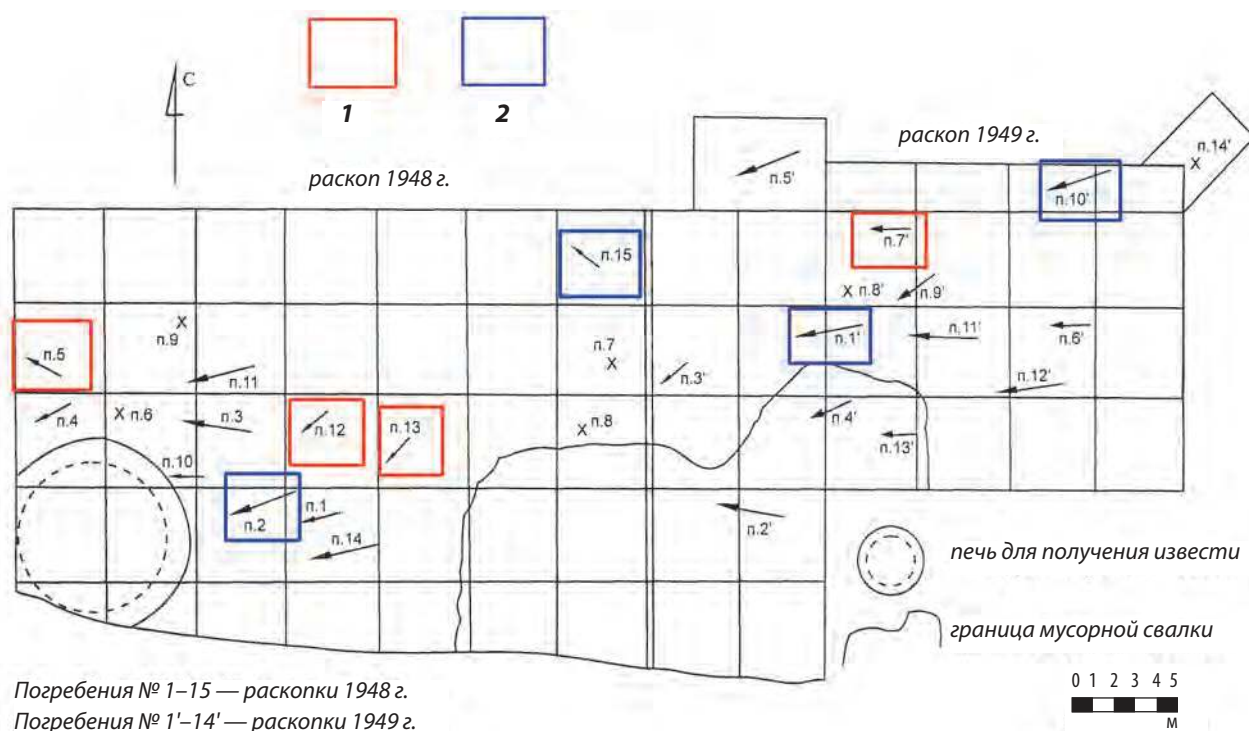 С
1
2
раскоп 1948 г.
раскоп 1949 г.
п.5'
п.14'
п.10'
п.7'
п.15
п.8'
п.9'
п.5
п.9
п.7
п.1'
п.11'
п.6'
п.11
п.3'
п.12'
п.4
п.6
п.3
п.12
п.13
п.8
п.4'
п.13'
п.10
п.2
п.1
п.14
п.2'
печь для получения извести
граница мусорной свалки
0 1 2 3 4 5
м
Погребения № 1–15 — раскопки 1948 г.
Погребения № 1'–14' — раскопки 1949 г.